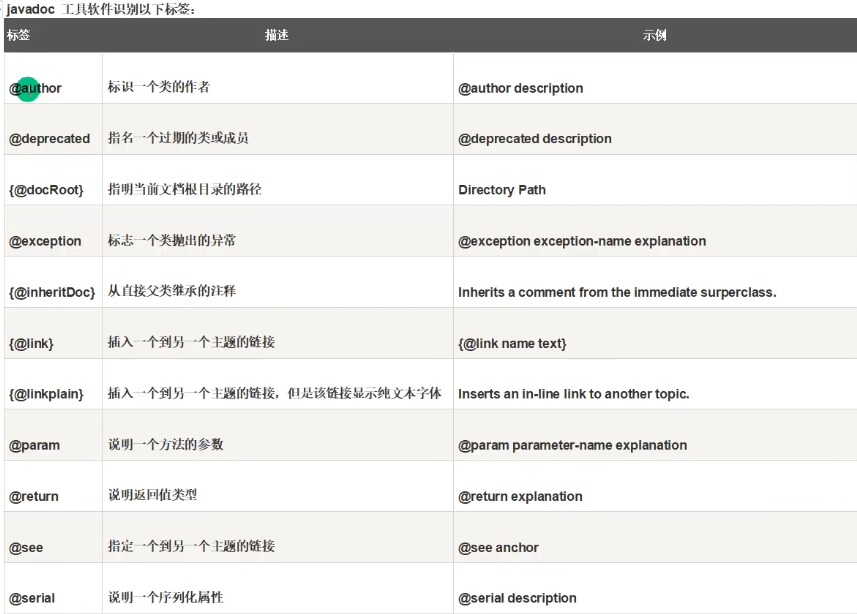 javadoc 工具软件识别以下标签：
标签 描述 示例
@author 标识一个类的作者 @author description
@deprecated 指名一个过期的类或成员 @deprecated description
{@docRoot} 指明当前文档根目录的路径 Directory Path
@exception 标志一个类抛出的异常 @exception exception-name explanation
{@inheritDoc} 从直接父类继承的注释 Inherits a comment from the immediate surperclass.
{@link} 插入一个到另一个主题的链接 {@link name text}
{@linkplain} 插入一个到另一个主题的链接，但是该链接显示纯文本字体 Inserts an in-line link to another topic.
@param 说明一个方法的参数 @param parameter-name explanation
@return 说明返回值类型 @return explanation
@see 指定一个到另一个主题的链接 @see anchor
@serial 说明一个序列化属性 @serial description